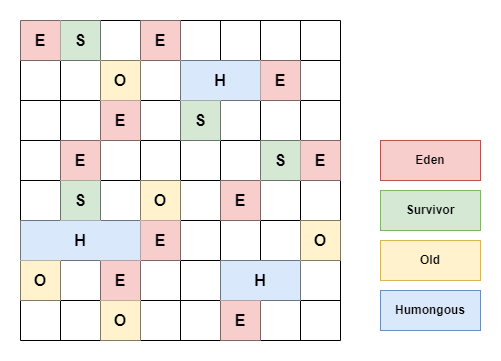 E S E
O H E
E S
E S E
Eden
S O E
Survivor
H E O
Old
O E H
Humongous
O E